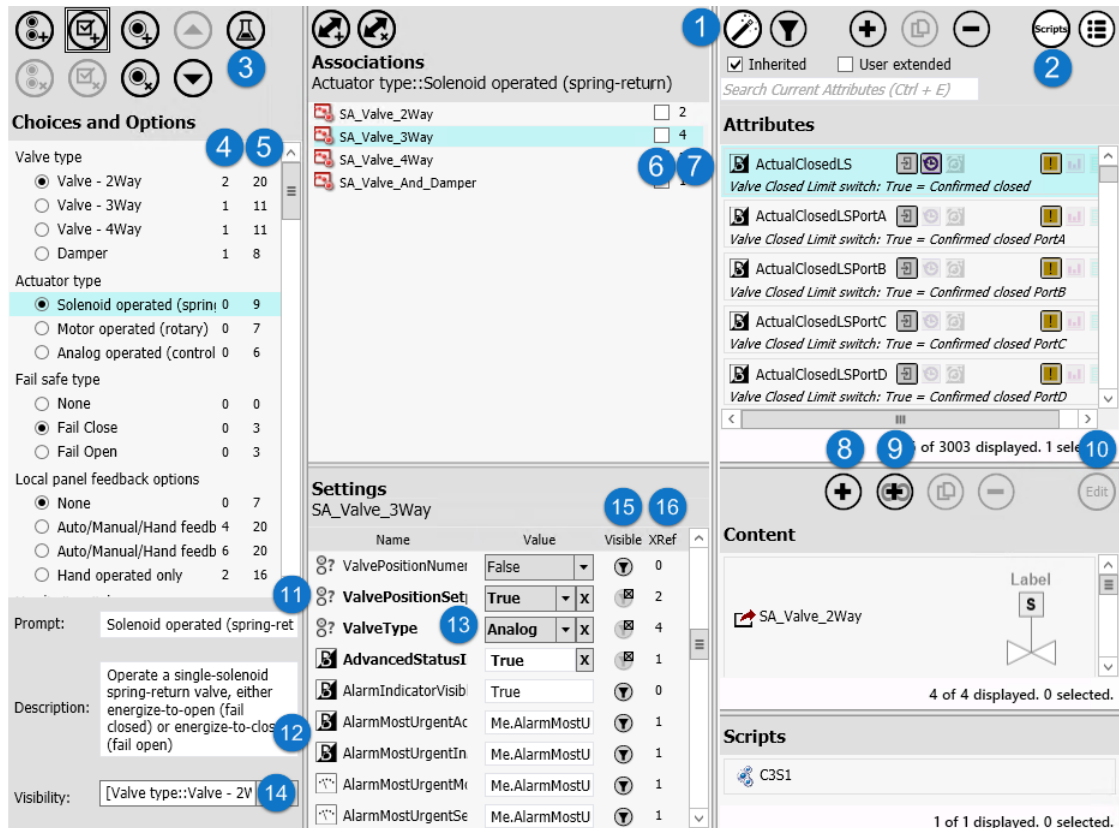 1
Scripts
3
2
Inherited
User extended
Search Current Attributes (Ctrl + E)
Associations
Actuator type::Solenoid operated (spring-return)
Choices and Options
4
5
Valve type
Valve - 2Way 2 20
Valve - 3Way 1 11
Valve - 4Way 1 11
Damper 1 8
Actuator type
Solenoid operated (sprin 0 9
Motor operated (rotary) 0 7
Analog operated (control 0 6
Fail safe type
None 0 0
Fail Close 0 3
Fail Open 0 3
Local panel feedback options
None 0 7
Auto/Manual/Hand feedb 4 20
Auto/Manual/Hand feedb 6 20
Hand operated only 2 16
Prompt:
Solenoid operated (spring-ret
Description:
Operate a single-solenoid
spring-return valve, either
energize-to-open (fail
closed) or energize-to-clos
(fail open)
12
Visibility:
[Valve type::Valve - 2W
14
SA_Valve_2Way 2
SA_Valve_3Way 4
SA_Valve_4Way
SA_Valve_And_Damper
6
7
Settings
SA_Valve_3Way
15
16
Name Value Visible XRef
ValvePositionNumer False 0
11
ValvePositionSet True X 2
ValveType
13
Analog X 4
AdvancedStatusI True X 1
AlarmIndicatorVisibl True 0
AlarmMostUrgentAc Me.AlarmMostU 1
AlarmMostUrgentIn Me.AlarmMostU 1
AlarmMostUrgentMo Me.AlarmMostU 1
AlarmMostUrgentSe Me.AlarmMostU 1
Attributes
ActualClosedLS
Valve Closed Limit switch: True = Confirmed closed
ActualClosedLSPortA
Valve Closed Limit switch: True = Confirmed closed PortA
ActualClosedLSPortB
Valve Closed Limit switch: True = Confirmed closed PortB
ActualClosedLSPortC
Valve Closed Limit switch: True = Confirmed closed PortC
ActualClosedLSPortD
Valve Closed Limit switch: True = Confirmed closed PortD
8
9
of 3003 displayed. 1 sele
10
Edit
Content
SA_Valve_2Way
Label
S
4 of 4 displayed. 0 selected.
Scripts
C3S1
1 of 1 displayed. 0 selected.